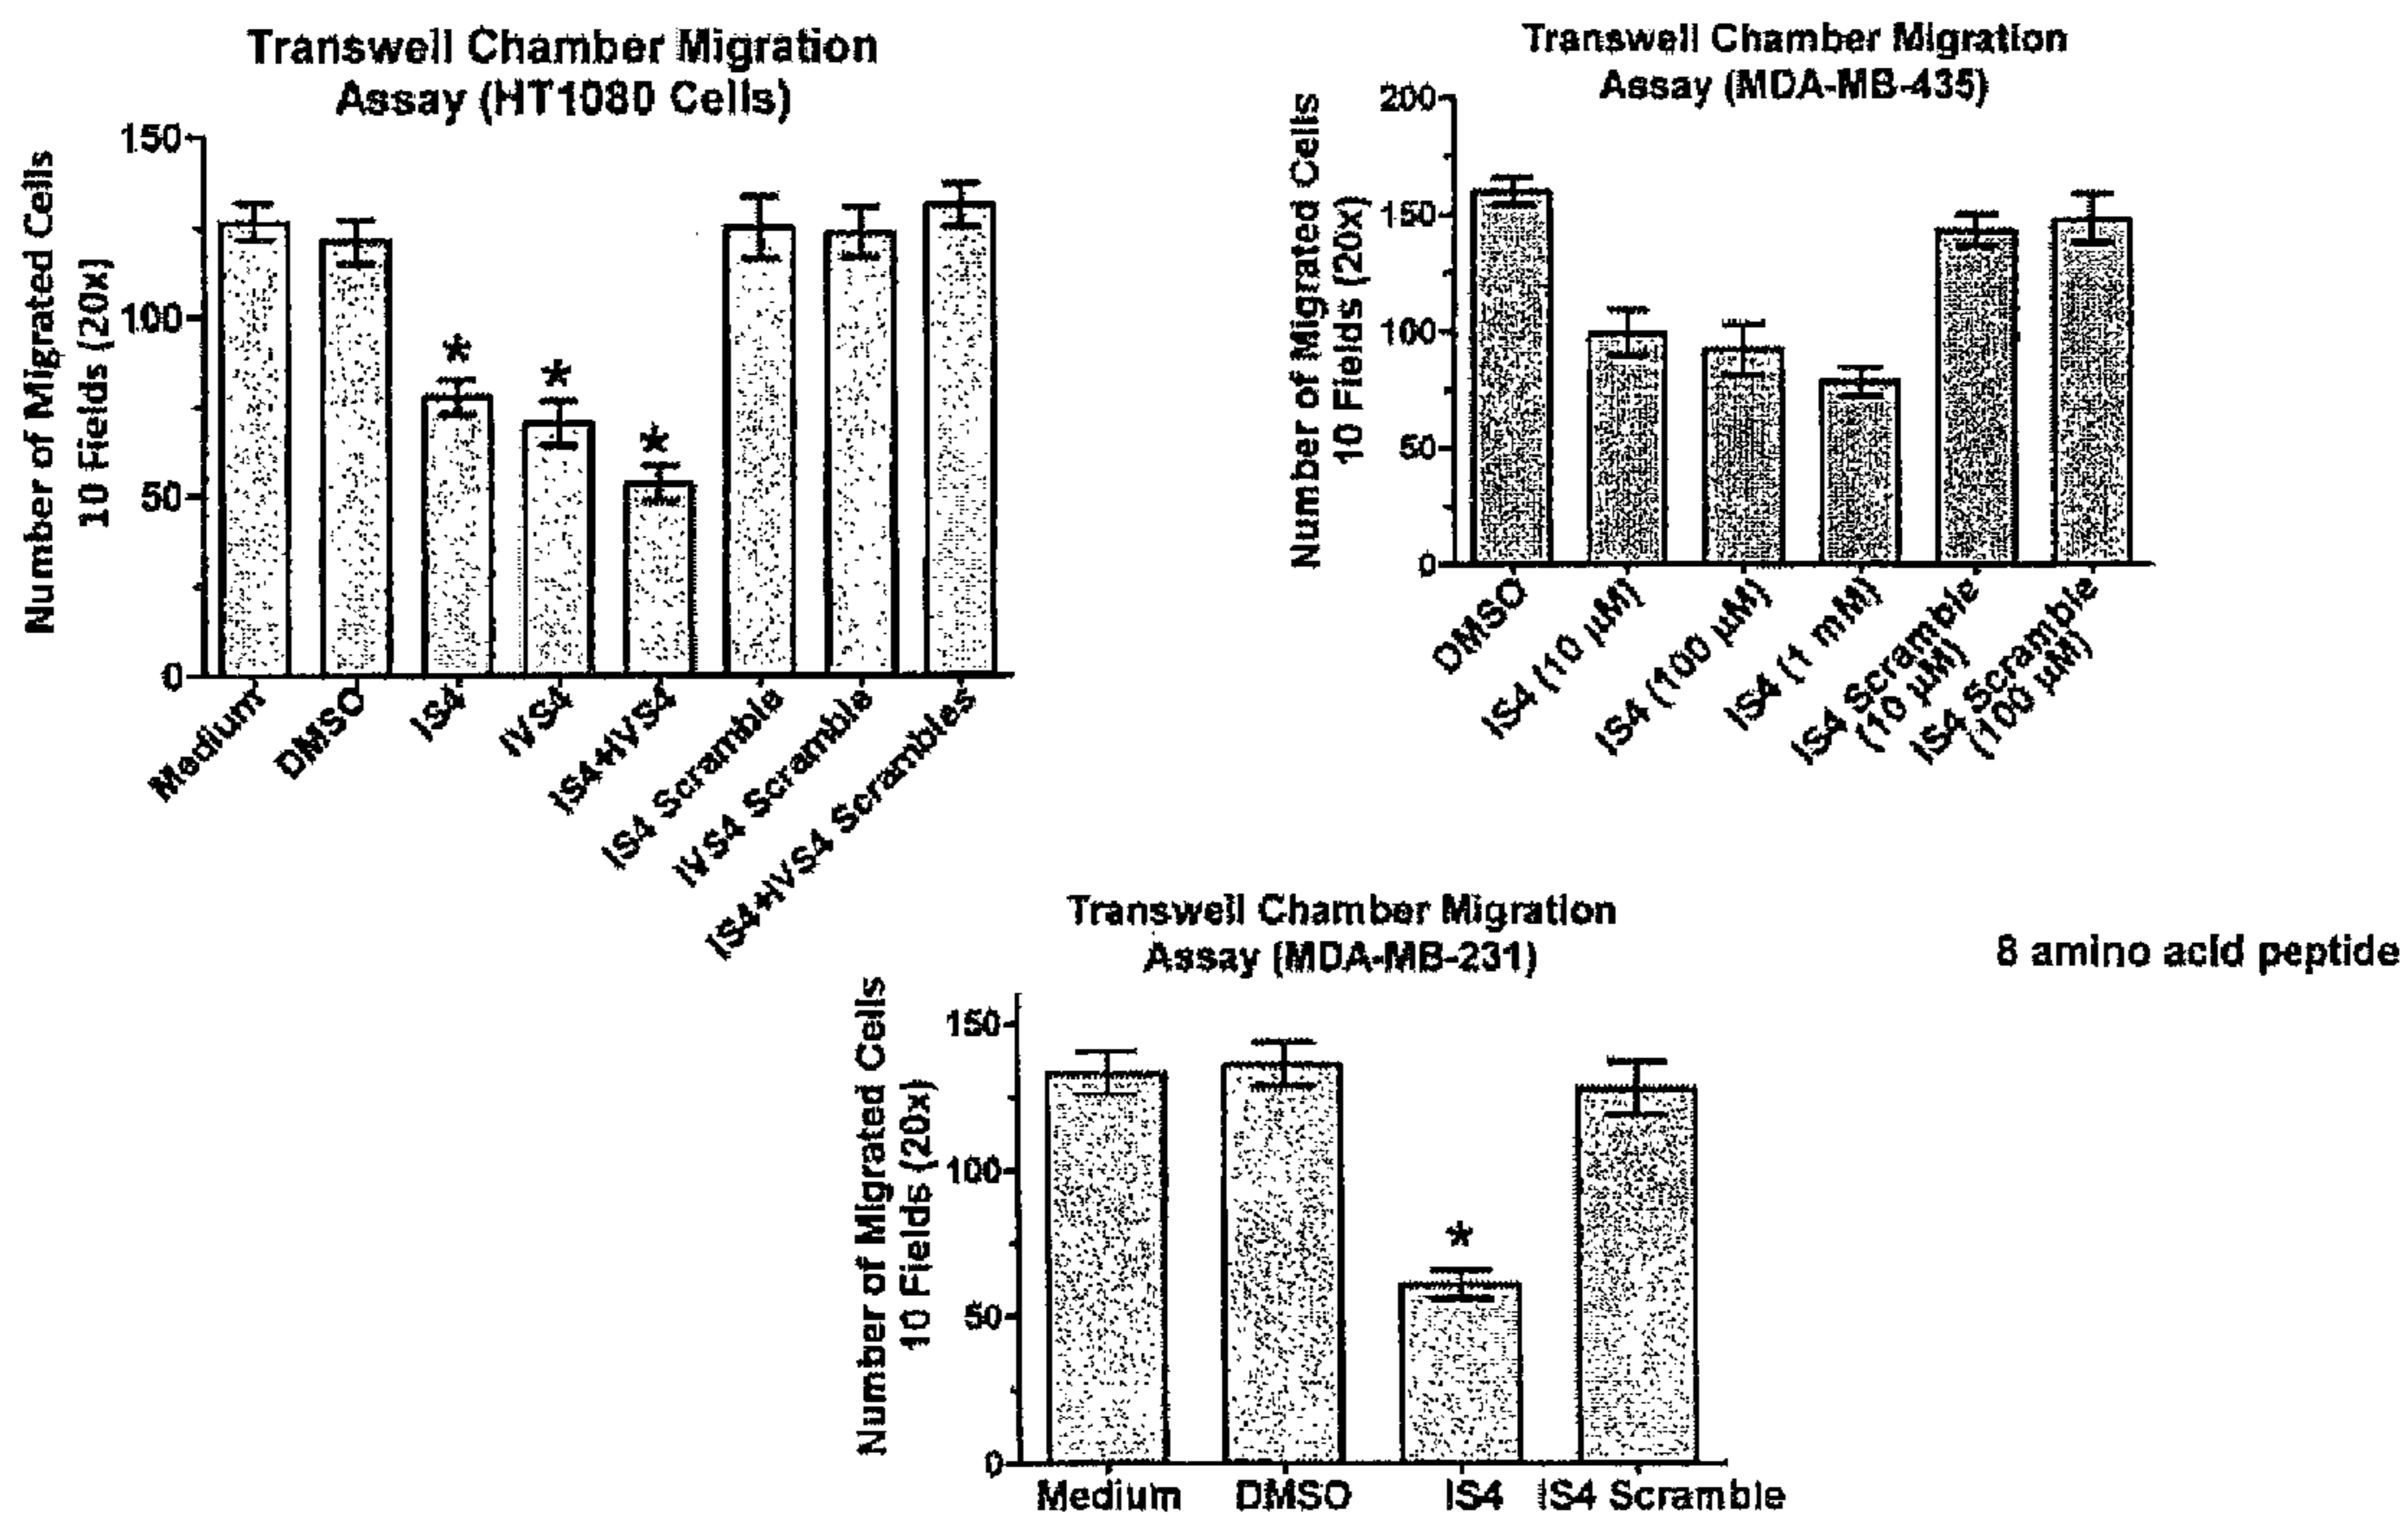 Transwell Chamber Migration
Assay (HT1080 Cells)
Number of Migrated Cells
10 Fields (20x)
150
100
50
0
*
*
*
Medium
DMSO
IS4
IVS4
IS4+IVS4
IS4 Scramble
IVS4 Scramble
IS4+IVS4 Scrambles
Transwell Chamber Migration
Assay (MDA-MB-435)
Number of Migrated Cells
10 Fields (20x)
200
150
100
50
0
DMSO
IS4 (10 µM)
IS4 (100 µM)
IS4 (1 mM)
IS4 Scramble
(10 µM)
IS4 Scramble
(100 µM)
Transwell Chamber Migration
Assay (MDA-MB-231)
Number of Migrated Cells
10 Fields (20x)
150
100
50
0
*
Medium
DMSO
IS4
IS4 Scramble
8 amino acid peptide